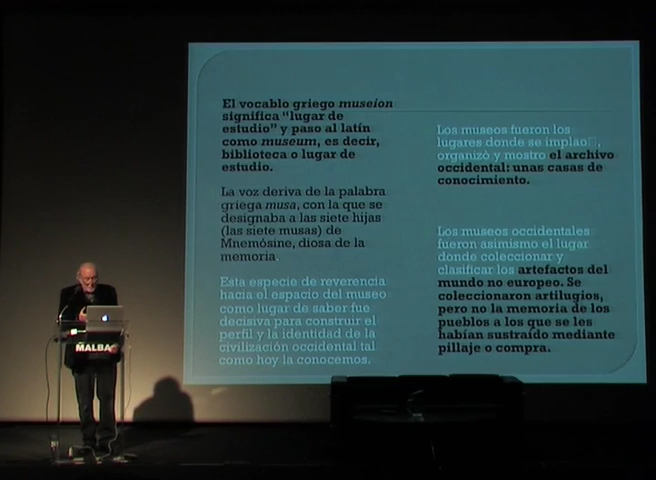 El vocablo griego museion
significa "lugar de
estudio" y paso al latín
como museum, es decir,
biblioteca o lugar de
estudio.
La voz deriva de la palabra
griega musa, con la que se
designaba a las siete hijas
(las siete musas) de
Mnemósine, diosa de la
memoria.
Esta especie de reverencia
hacia el espacio del museo
como lugar de saber fue
decisiva para construir el
perfil y la identidad de la
civilización occidental tal
como hoy la conocemos.
Los museos fueron los
lugares donde se implao▯,
organizó y mostro el archivo
occidental: unas casas de
conocimiento.
Los museos occidentales
fueron asimismo el lugar
donde coleccionar y
clasificar los artefactos del
mundo no europeo. Se
coleccionaron artilugios,
pero no la memoria de los
pueblos a los que se les
habían sustraído mediante
pillaje o compra.
MALBA